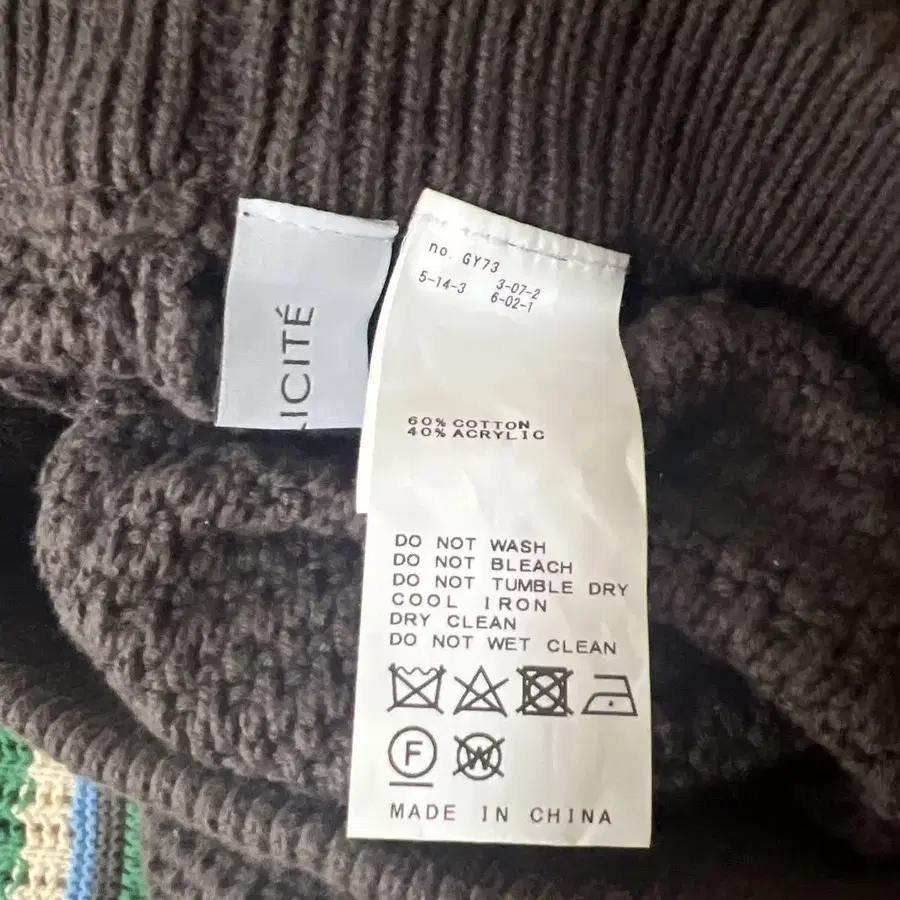 ICITÉ
no. GY73
5-14-3 3-07-2
6-02-1
60% COTTON
40% ACRYLIC
DO NOT WASH
DO NOT BLEACH
DO NOT TUMBLE DRY
COOL IRON
DRY CLEAN
DO NOT WET CLEAN
F W
MADE IN CHINA